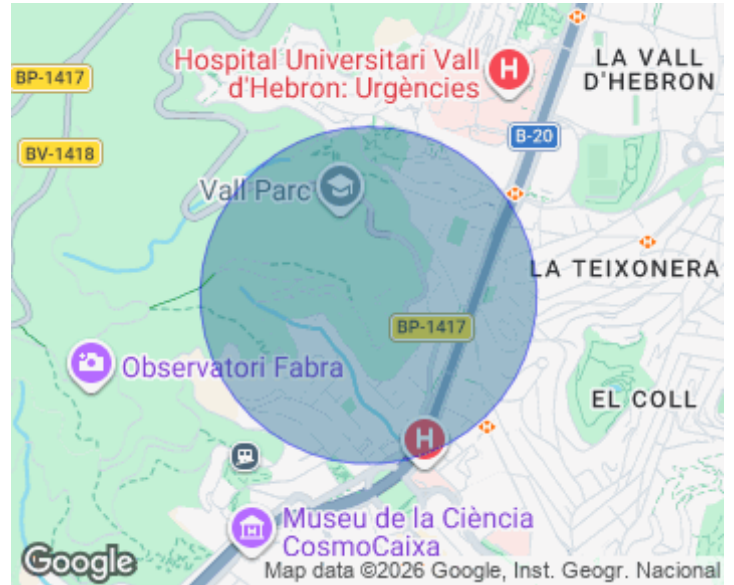 Hospital Universitari Vall
d'Hebron: Urgències
H
LA VALL
D'HEBRON
BP-1417
B-20
BV-1418
Vall Parc
LA TEIXONERA
BP-1417
Observatori Fabra
EL COLL
H
Museu de la Ciència
CosmoCaixa
Google
Map data ©2026 Google, Inst. Geogr. Nacional